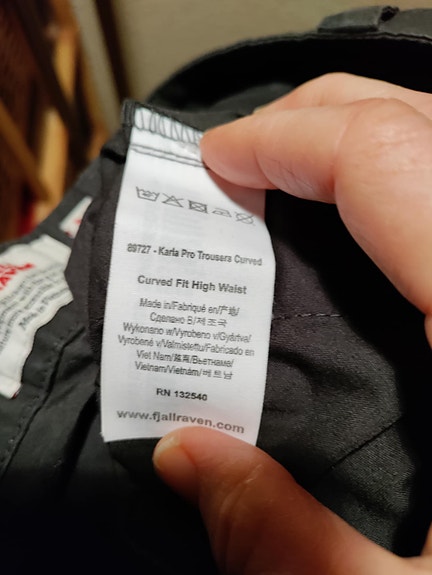 89727 - Karla Pro Trousers Curved
Curved Fit High Waist
Made in/Fabriqué en/产地/
Сделано В/제조국
Wykonano w/Vyrobeno v/Gyártva/
Vyrobené v/Valmistettu/Fabricado en
Viet Nam/越南/Вьетнаме/
Vietnam/Vietnám/베트남
RN 132540
www.fjallraven.com